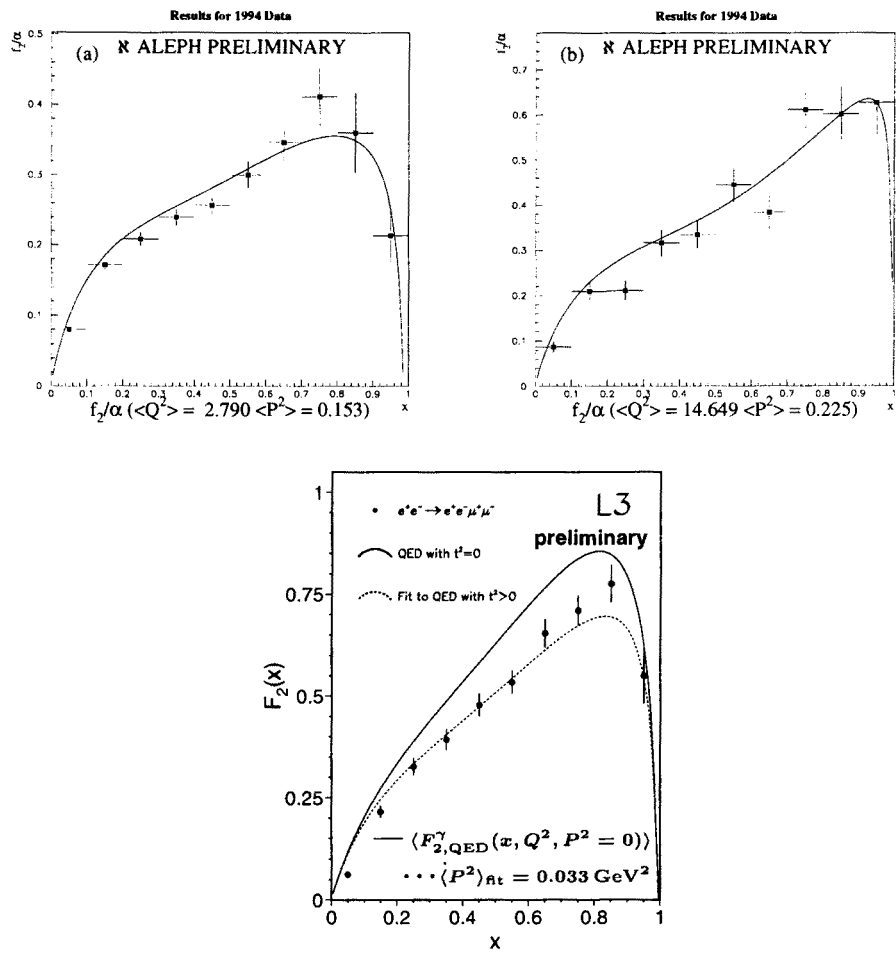 Results for 1994 Data
f₂/α
(a) ℵ ALEPH PRELIMINARY
0.5
0.4
0.3
0.2
0.1
0
0 0.1 0.2 0.3 0.4 0.5 0.6 0.7 0.8 0.9 1
x
f₂/α (<Q²> = 2.790 <P²> = 0.153)
Results for 1994 Data
f₂/α
(b) ℵ ALEPH PRELIMINARY
0.7
0.6
0.5
0.4
0.3
0.2
0.1
0
0 0.1 0.2 0.3 0.4 0.5 0.6 0.7 0.8 0.9 1
x
f₂/α (<Q²> = 14.649 <P²> = 0.225)
L3
preliminary
e⁺e⁻→e⁺e⁻μ⁺μ⁻
QED with t²=0
Fit to QED with t²>0
F₂(x)
1
0.75
0.5
0.25
0
— ⟨F^γ_2,QED(x, Q², P² = 0)⟩
••• ⟨P²⟩fit = 0.033 GeV²
0 0.2 0.4 0.6 0.8 1
x